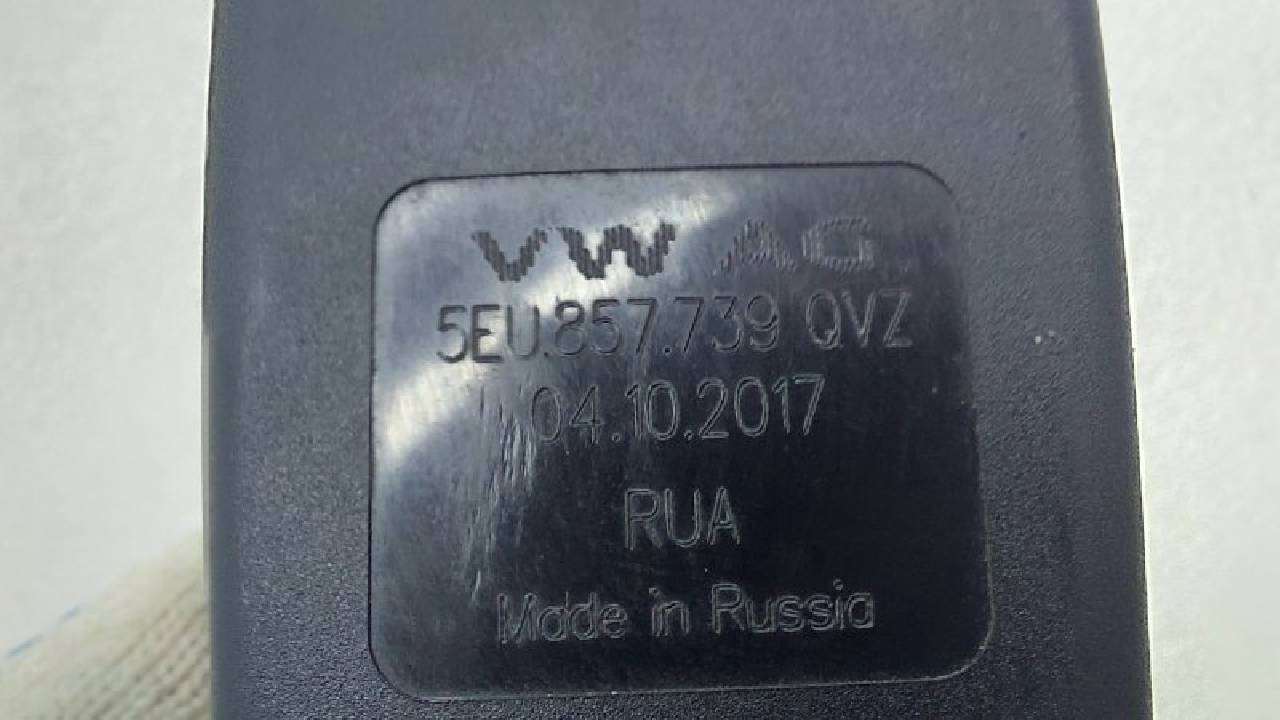 VW AG
5EU.857.739 QVZ
04.10.2017
RUA
Made in Russia